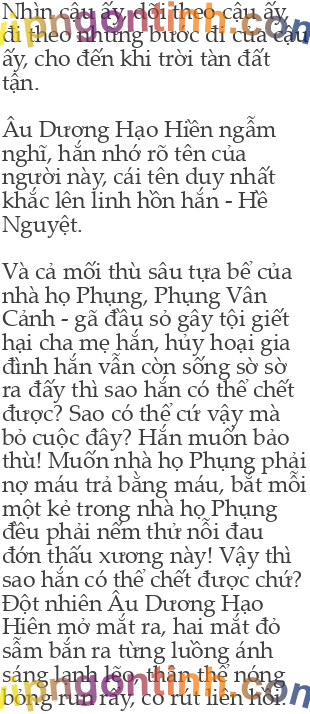 Nhìn cậu ấy, dõi theo cậu ấy,
đi theo những bước đi của cậu
ấy, cho đến khi trời tàn đất
tận.
Âu Dương Hạo Hiên ngẫm
nghĩ, hắn nhớ rõ tên của
người này, cái tên duy nhất
khắc lên linh hồn hắn - Hề
Nguyệt.
Và cả mối thù sâu tựa bể của
nhà họ Phụng, Phụng Vân
Cảnh - gã đầu sỏ gây tội giết
hại cha mẹ hắn, hủy hoại gia
đình hắn vẫn còn sống sờ sờ
ra đấy thì sao hắn có thể chết
được? Sao có thể cứ vậy mà
bỏ cuộc đây? Hắn muốn báo
thù! Muốn nhà họ Phụng phải
nợ máu trả bằng máu, bắt mỗi
một kẻ trong nhà họ Phụng
đều phải nếm thử nỗi đau
đớn thấu xương này! Vậy thì
sao hắn có thể chết được chứ?
Đột nhiên Âu Dương Hạo
Hiên mở mắt ra, hai mắt đỏ
sẫm bắn ra từng luồng ánh
sáng lạnh lẽo, thân thể nóng
bỏng run rẩy, co rút liên hồi.
vipngontinh.com
vipngontinh.com